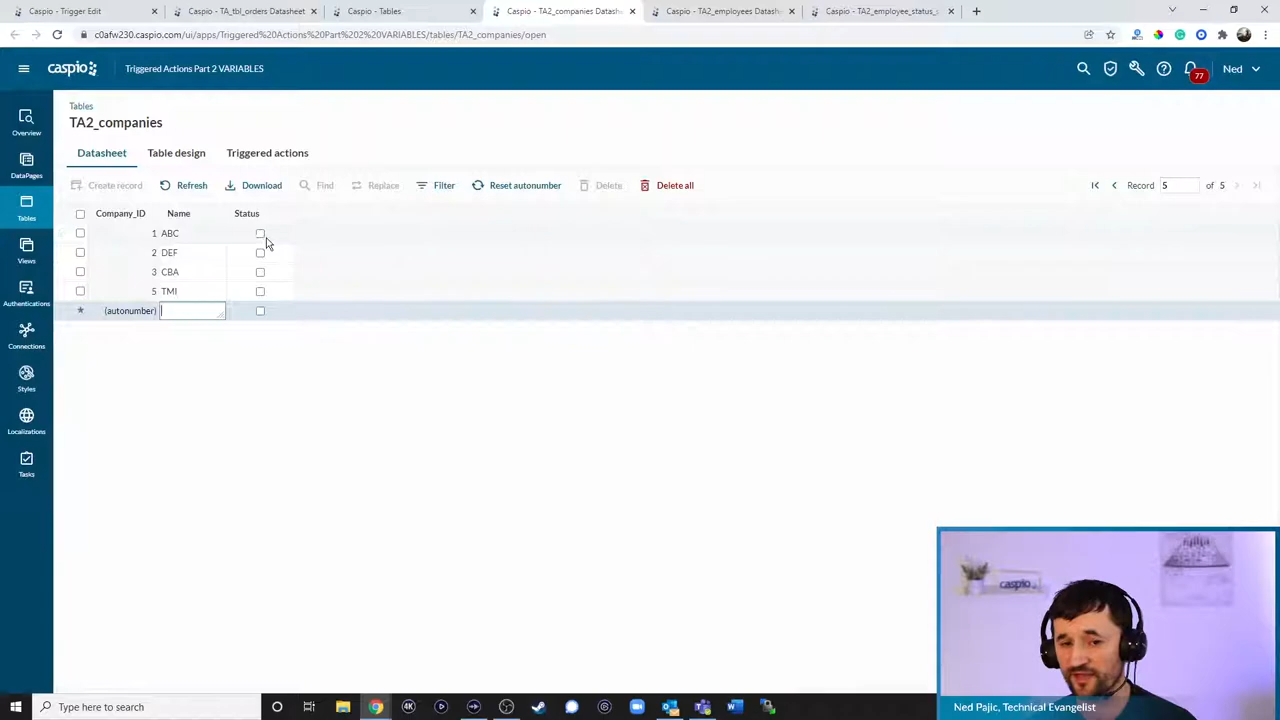 Caspio - Trigger Edit
Caspio - TA_tbl_orders Datasheet
Caspio - Tables
Caspio - TA2_companies Datash
Caspio - TA2_employees Datash
Caspio - TA2_employee_status_s
c0afw230.caspio.com/ui/apps/Triggered%20Actions%20Part%202%20VARIABLES/tables/TA2_companies/open
caspio
Triggered Actions Part 2 VARIABLES
77
Ned
Overview
DataPages
Tables
Views
Authentications
Connections
Styles
Localizations
Tasks
Tables
TA2_companies
Datasheet Table design Triggered actions
Create record Refresh Download Find Replace Filter Reset autonumber Delete Delete all Record 5 of 5
Company_ID Name Status
1 ABC
2 DEF
3 CBA
5 TMI
(autonumber)
caspio
Ned Pajic, Technical Evangelist
Type here to search
4K